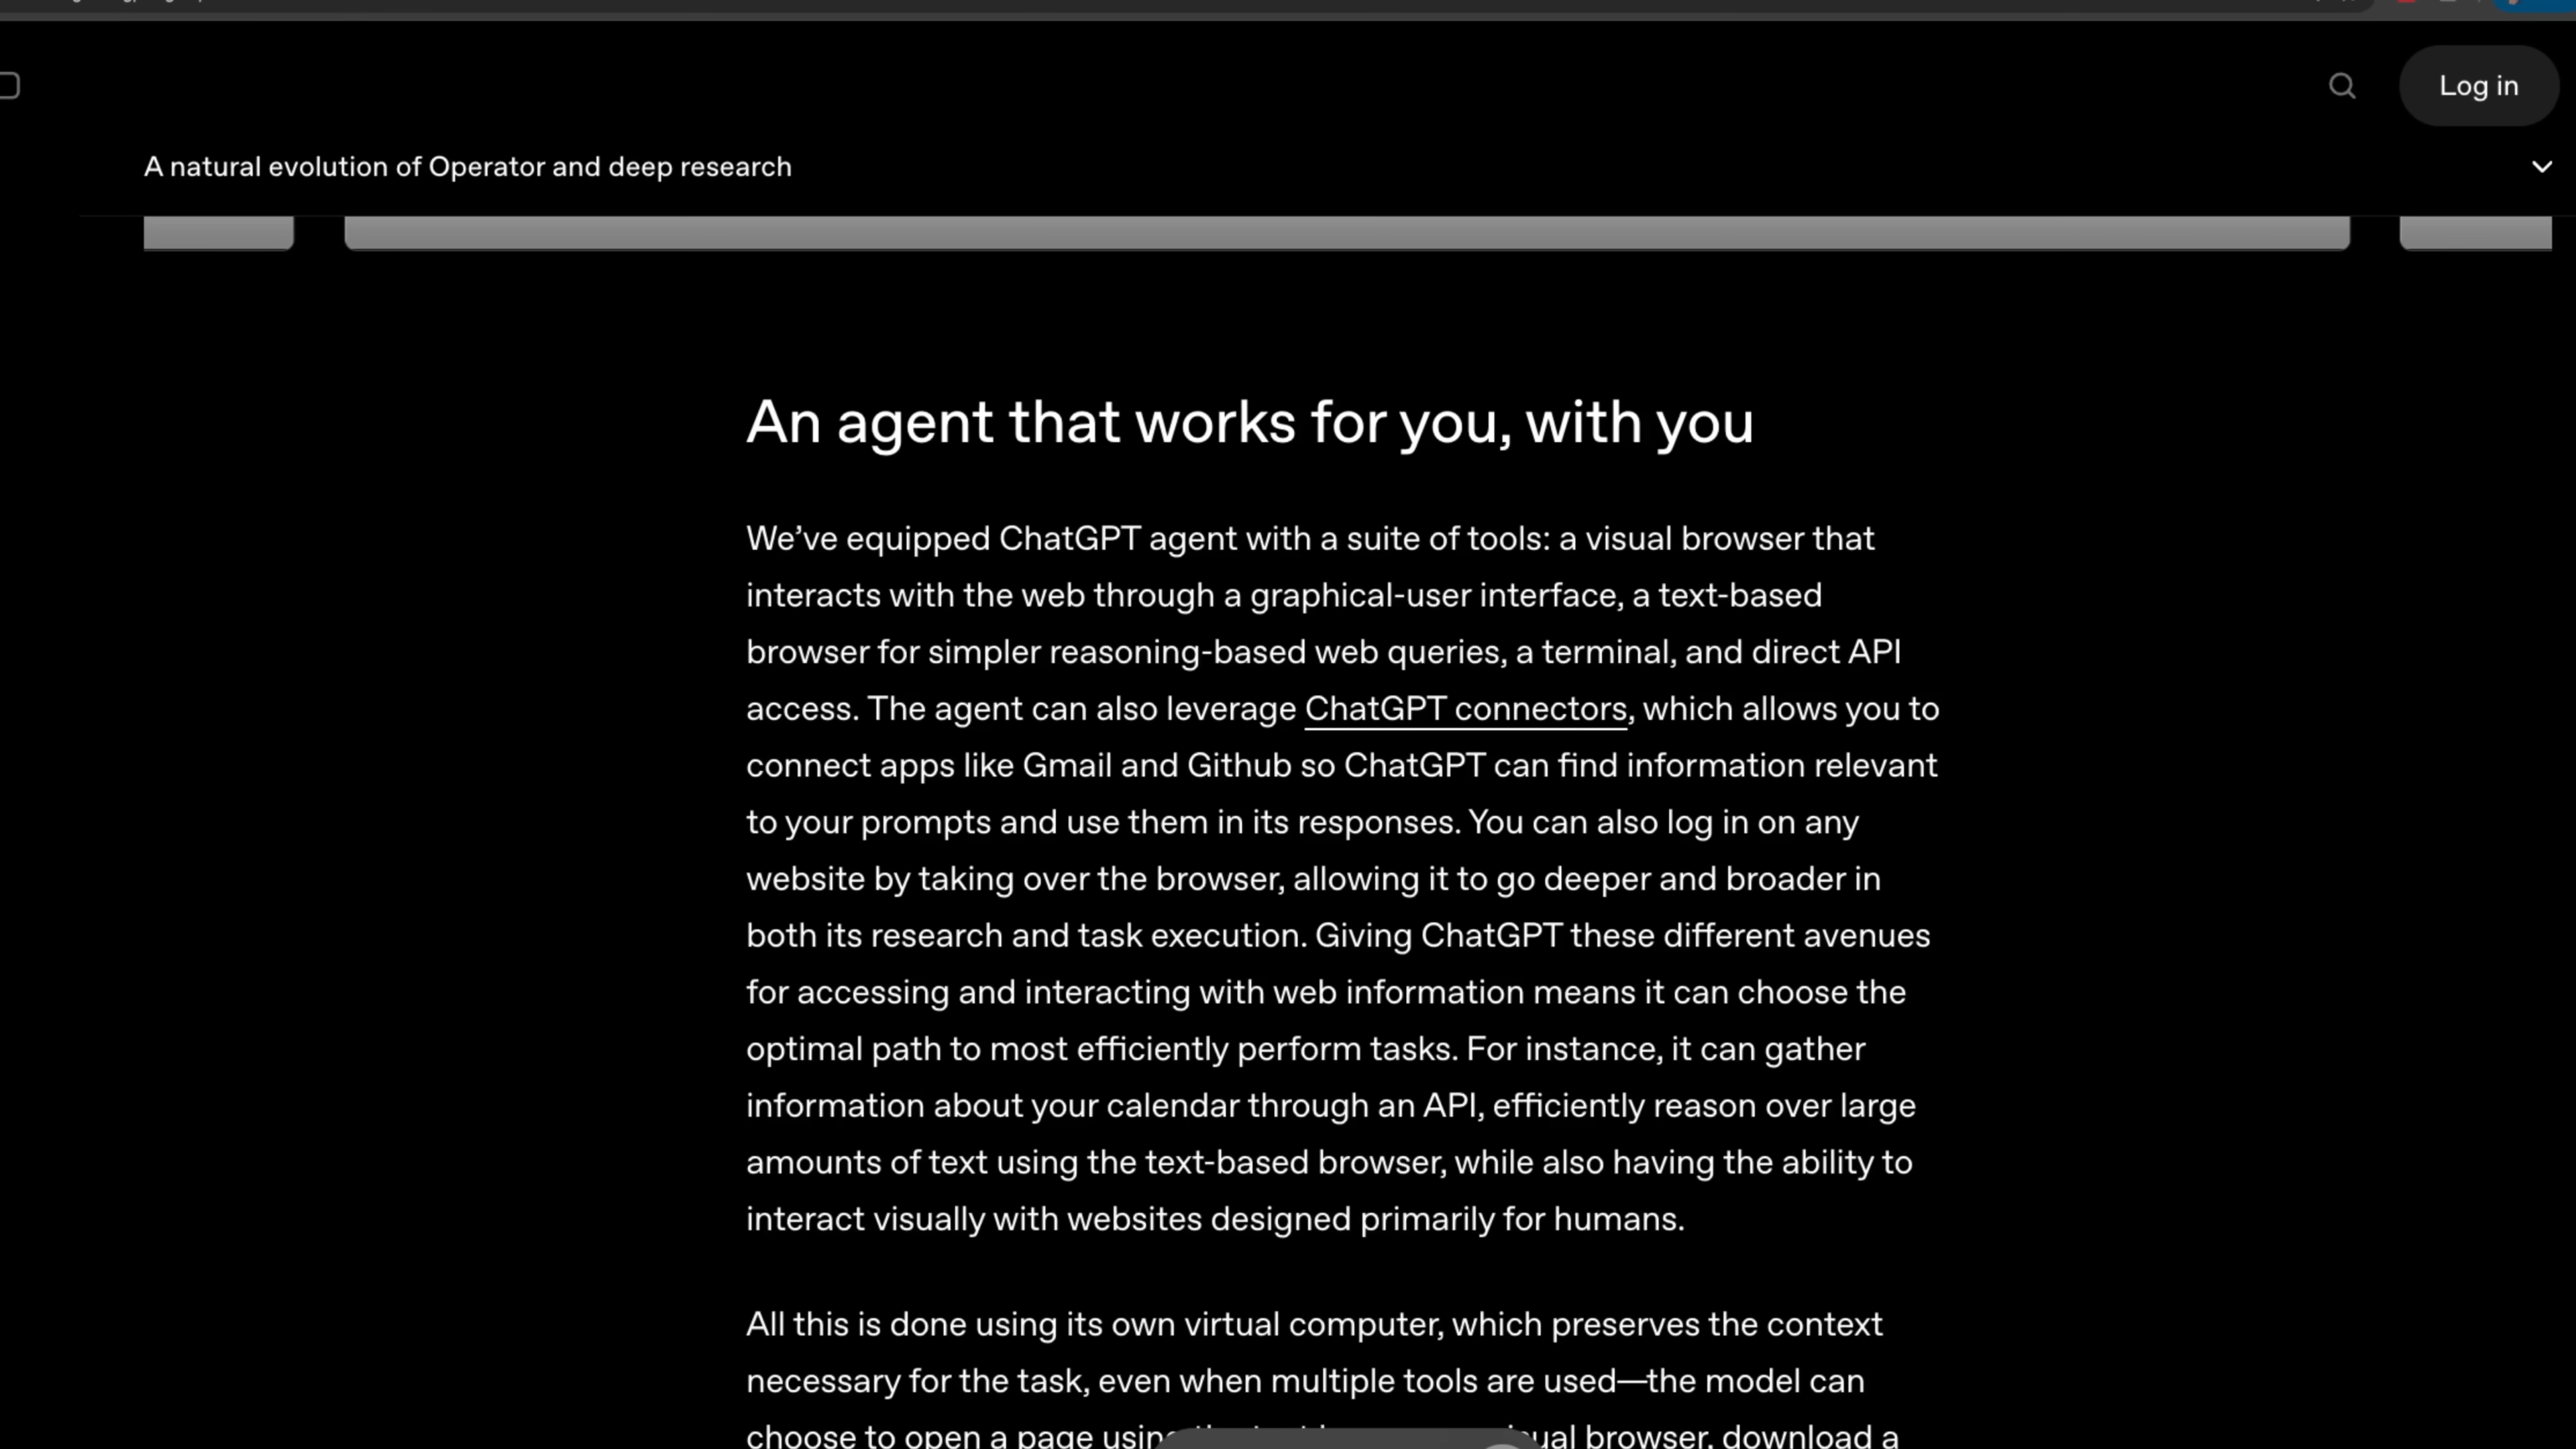 Log in
A natural evolution of Operator and deep research
An agent that works for you, with you
We’ve equipped ChatGPT agent with a suite of tools: a visual browser that
interacts with the web through a graphical-user interface, a text-based
browser for simpler reasoning-based web queries, a terminal, and direct API
access. The agent can also leverage ChatGPT connectors, which allows you to
connect apps like Gmail and Github so ChatGPT can find information relevant
to your prompts and use them in its responses. You can also log in on any
website by taking over the browser, allowing it to go deeper and broader in
both its research and task execution. Giving ChatGPT these different avenues
for accessing and interacting with web information means it can choose the
optimal path to most efficiently perform tasks. For instance, it can gather
information about your calendar through an API, efficiently reason over large
amounts of text using the text-based browser, while also having the ability to
interact visually with websites designed primarily for humans.
All this is done using its own virtual computer, which preserves the context
necessary for the task, even when multiple tools are used—the model can
choose to open a page using browser, download a